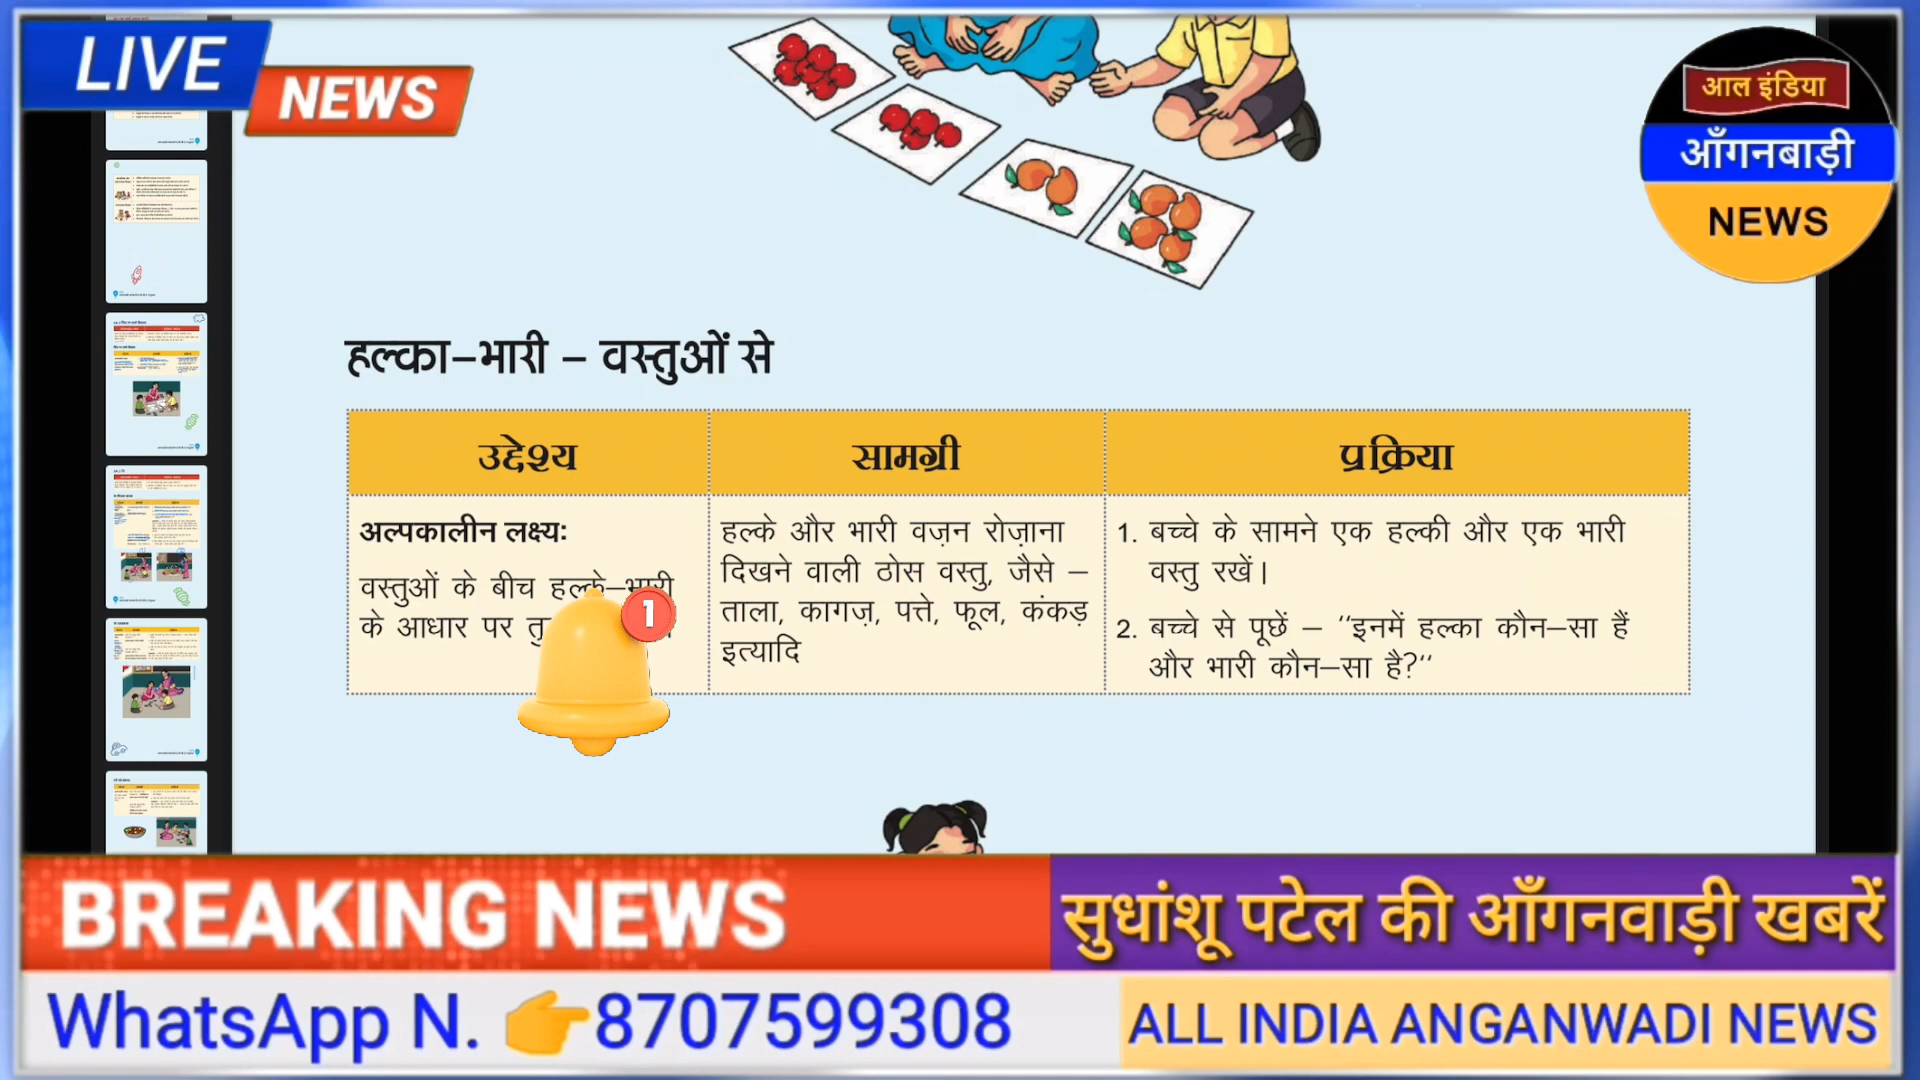 LIVE
NEWS
आल इंडिया
आँगनबाड़ी
NEWS
हल्का–भारी – वस्तुओं से
उद्देश्य
सामग्री
प्रक्रिया
अल्पकालीन लक्ष्यः
वस्तुओं के बीच हल्के–भारी
के आधार पर
हल्के और भारी वज़न रोज़ाना
दिखने वाली ठोस वस्तु, जैसे –
ताला, कागज़, पत्ते, फूल, कंकड़
इत्यादि
1. बच्चे के सामने एक हल्की और एक भारी
वस्तु रखें।
2. बच्चे से पूछें – ‘‘इनमें हल्का कौन–सा हैं
और भारी कौन–सा है?‘‘
1
BREAKING NEWS
सुधांशू पटेल की आँगनवाड़ी खबरें
WhatsApp N. 👉8707599308
ALL INDIA ANGANWADI NEWS